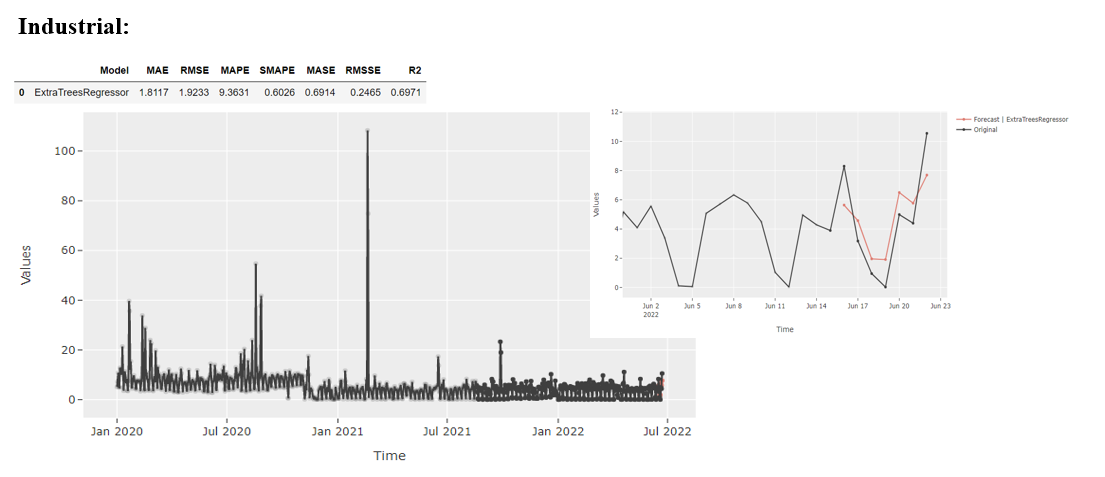 Industrial:
Model MAE RMSE MAPE SMAPE MASE RMSSE R2
0 ExtraTreesRegressor 1.8117 1.9233 9.3631 0.6026 0.6914 0.2465 0.6971
100
80
60
40
20
0
Values
Jan 2020 Jul 2020 Jan 2021 Jul 2021 Jan 2022 Jul 2022
Time
12
10
8
6
4
2
0
Values
Jun 2 Jun 5 Jun 8 Jun 11 Jun 14 Jun 17 Jun 20 Jun 23
2022
Time
Forecast | ExtraTreesRegressor
Original